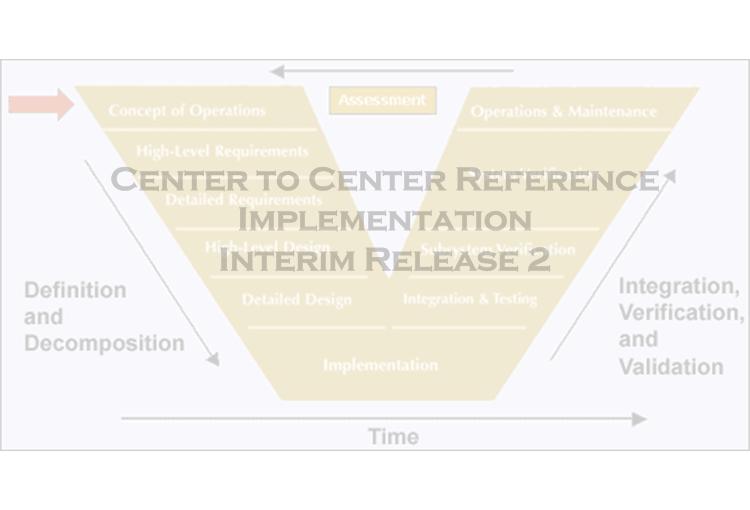 Assessment
Concept of Operations
Operations & Maintenance
High-Level Requirements
Center to Center Reference
Detailed Requirements
Implementation
High-Level Design
Subsystem Verification
Interim Release 2
Definition
and
Decomposition
Detailed Design
Integration & Testing
Integration,
Verification,
and
Validation
Implementation
Time